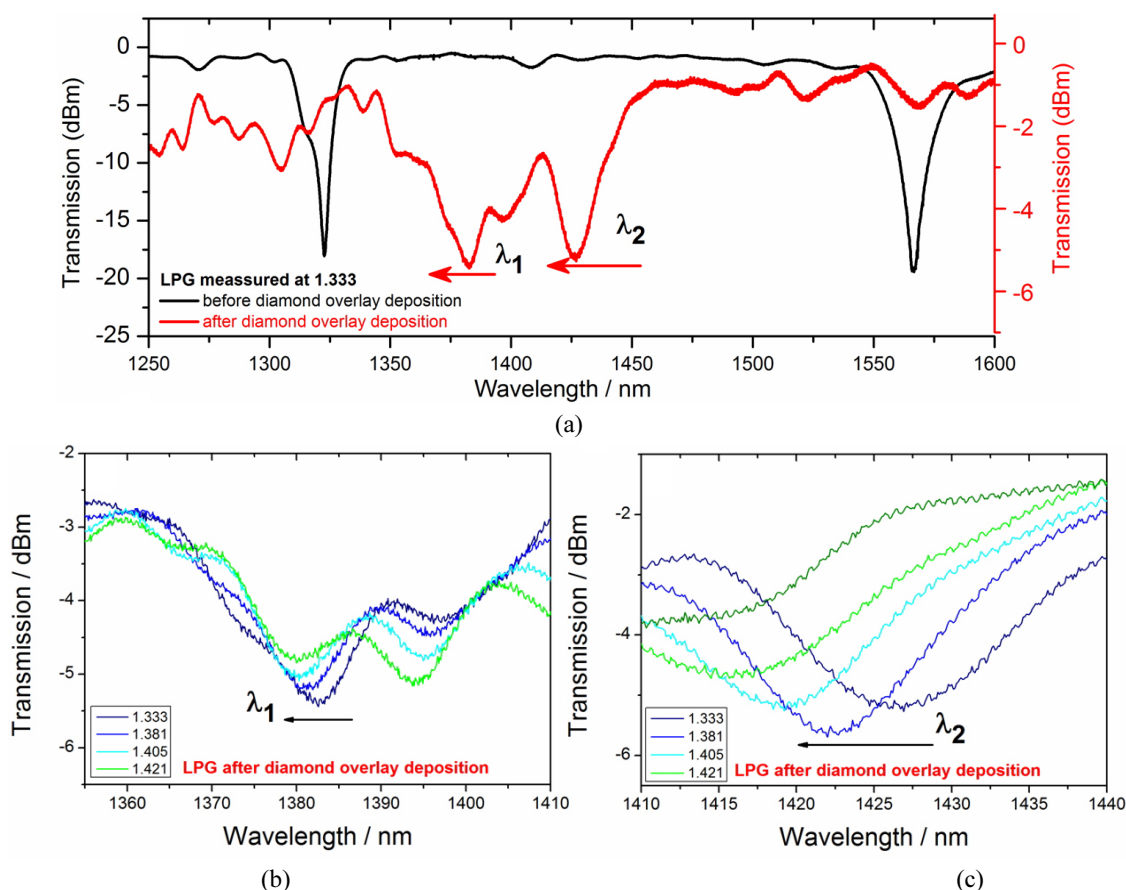 0
-5
-10
-15
-20
-25
Transmission (dBm)
0
-2
-4
-6
Transmission (dBm)
λ1
λ2
LPG meassured at 1.333
before diamond overlay deposition
after diamond overlay deposition
1250 1300 1350 1400 1450 1500 1550 1600
Wavelength / nm
(a)
-2
-3
-4
-5
-6
Transmission / dBm
λ1
1.333
1.381
1.405
1.421
LPG after diamond overlay deposition
1360 1370 1380 1390 1400 1410
Wavelength / nm
(b)
-2
-4
-6
Transmission / dBm
λ2
1.333
1.381
1.405
1.421
LPG after diamond overlay deposition
1410 1415 1420 1425 1430 1435 1440
Wavelength / nm
(c)